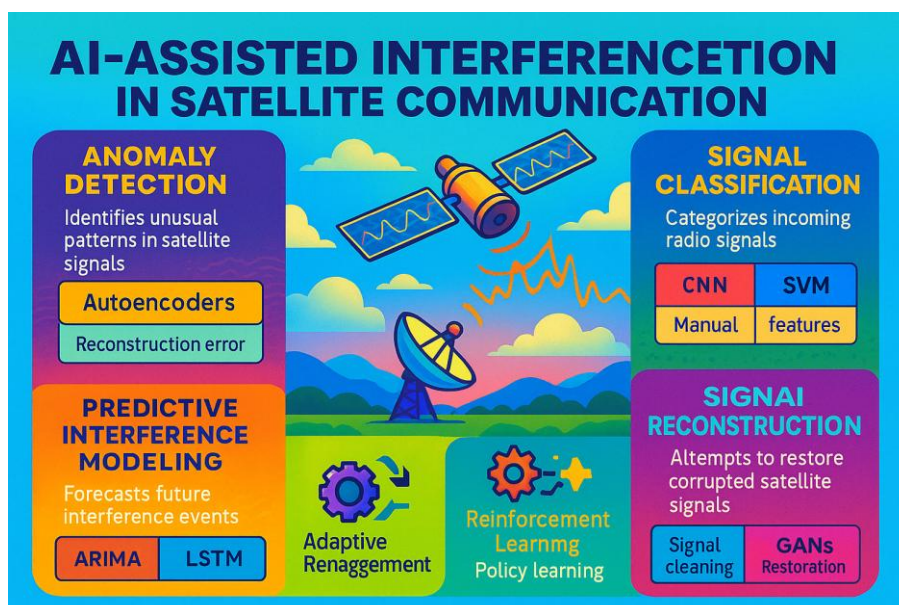 AI-ASSISTED INTERFERENCETION
IN SATELLITE COMMUNICATION
ANOMALY
DETECTION
Identifies unusual
patterns in satellite
signals
Autoencoders
Reconstruction error
PREDICTIVE
INTERFERENCE
MODELING
Forecasts future
interference events
ARIMA LSTM
Adaptive
Renaggerment
Reinforcement
Learnmg
Policy learning
SIGNAL
CLASSIFICATION
Categorizes incoming
radio signals
CNN SVM
Manual features
SIGNAI
RECONSTRUCTION
Altempts to restore
corrupted satellite
signals
Signal
cleaning
GANs
Restoration